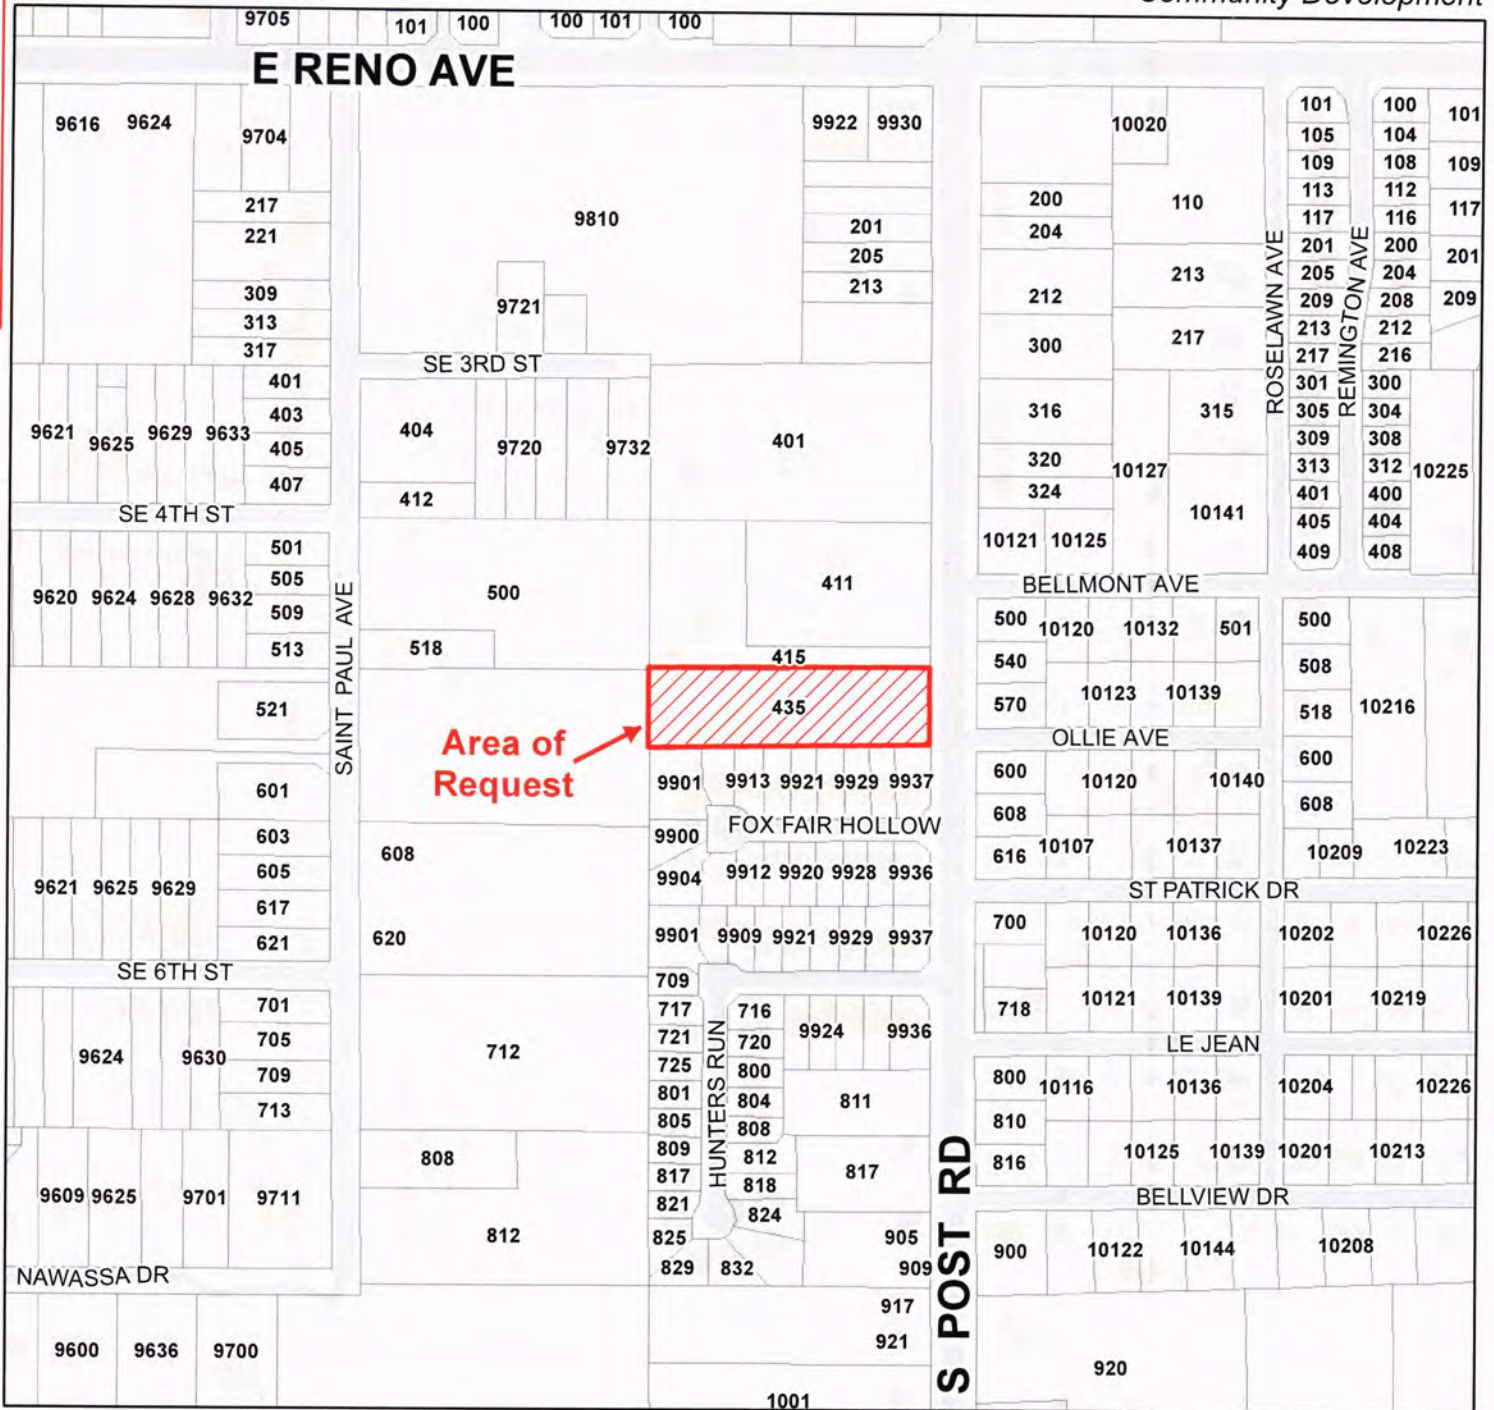 Community Development
9705 101 100 100 101 100
E RENO AVE
9616 9624 9704 9922 9930 10020 101 100 101
105 104
109 108 109
217 9810 200 110 113 112
221 201 204 117 116 117
205 201 200 201
213 213 205 204
309 9721 212 209 208 209
313 217 213 212
317 300 217 216
SE 3RD ST
ROSELAWN AVE
REMINGTON AVE
401 301 300
403 404 401 316 315 305 304
9621 9625 9629 9633 405 9720 9732 320 10127 309 308
407 412 324 313 312 10225
401 400
SE 4TH ST
10141 405 404
10121 10125 409 408
501
505 500 411
BELLMONT AVE
9620 9624 9628 9632 509
513 518 415
500 10120 10132 501 500
540 508
SAINT PAUL AVE
521 435 570 10123 10139 518 10216
Area of
Request
OLLIE AVE
601 9901 9913 9921 9929 9937 600 10120 10140 600
608 608
FOX FAIR HOLLOW
603 608 9900 616 10107 10137 10209 10223
605 9904 9912 9920 9928 9936
9621 9625 9629 617
ST PATRICK DR
621 620 9901 9909 9921 9929 9937 700 10120 10136 10202 10226
SE 6TH ST
709
701 717 716 718 10121 10139 10201 10219
705 712 721 720 9924 9936
9624 9630
HUNTERS RUN
LE JEAN
709 725 800 800 10116 10136 10204 10226
713 801 804 811 810
805 808
808 809 812 817 816 10125 10139 10201 10213
817 818
S POST RD
BELLVIEW DR
9609 9625 9701 9711 821 824
812 825 905 900 10122 10144 10208
829 832 909
NAWASSA DR
917
9600 9636 9700 921
920
1001